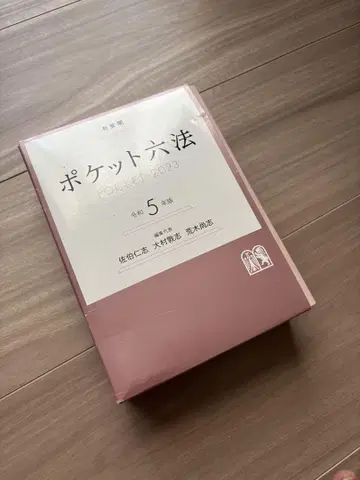 有斐閣
ポケット六法
POCKET 2023
令和5年版
編集代表
佐伯仁志 大村敦志 荒木尚志